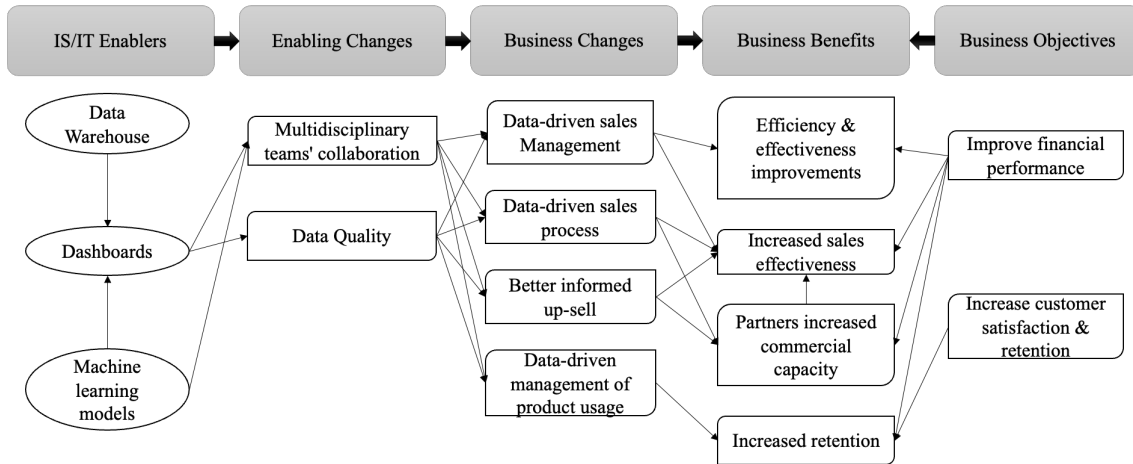 IS/IT Enablers
Enabling Changes
Business Changes
Business Benefits
Business Objectives
Data
Warehouse
Dashboards
Machine
learning
models
Multidisciplinary
teams' collaboration
Data Quality
Data-driven sales
Management
Data-driven sales
process
Better informed
up-sell
Data-driven
management of
product usage
Efficiency &
effectiveness
improvements
Increased sales
effectiveness
Partners increased
commercial
capacity
Increased retention
Improve financial
performance
Increase customer
satisfaction &
retention